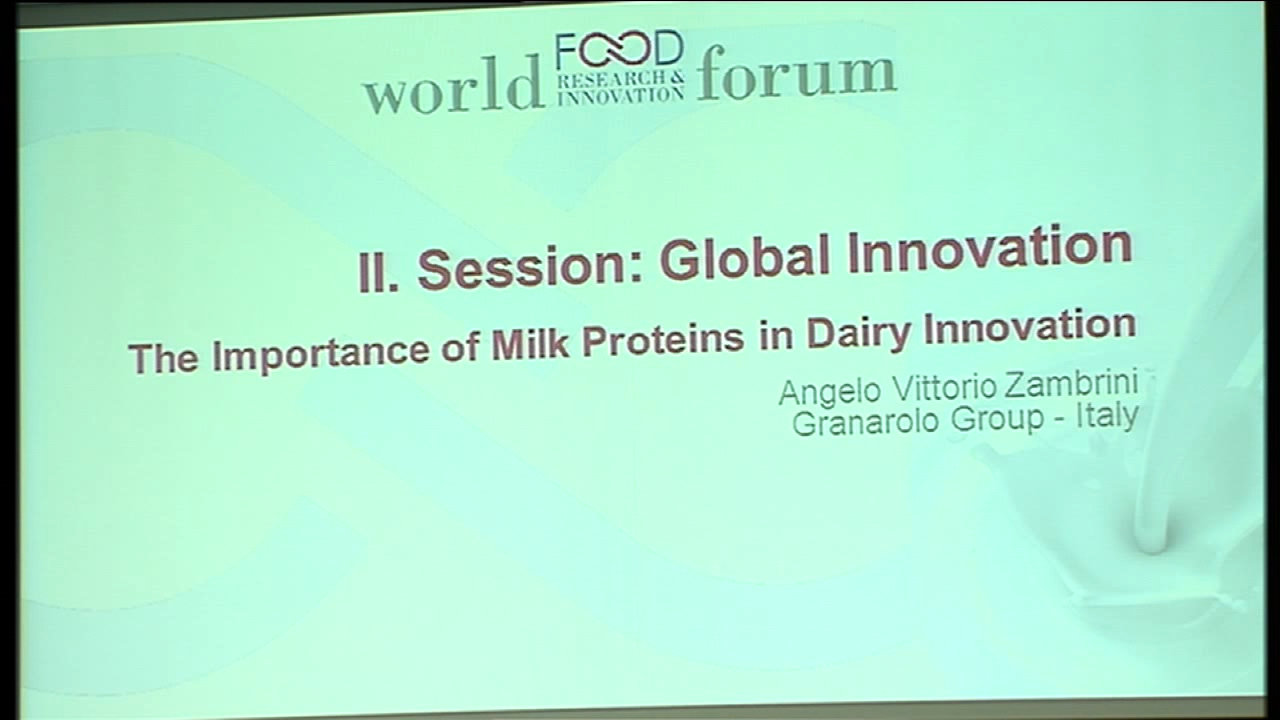 world FOOD RESEARCH & INNOVATION forum
II. Session: Global Innovation
The Importance of Milk Proteins in Dairy Innovation
Angelo Vittorio Zambrini
Granarolo Group - Italy